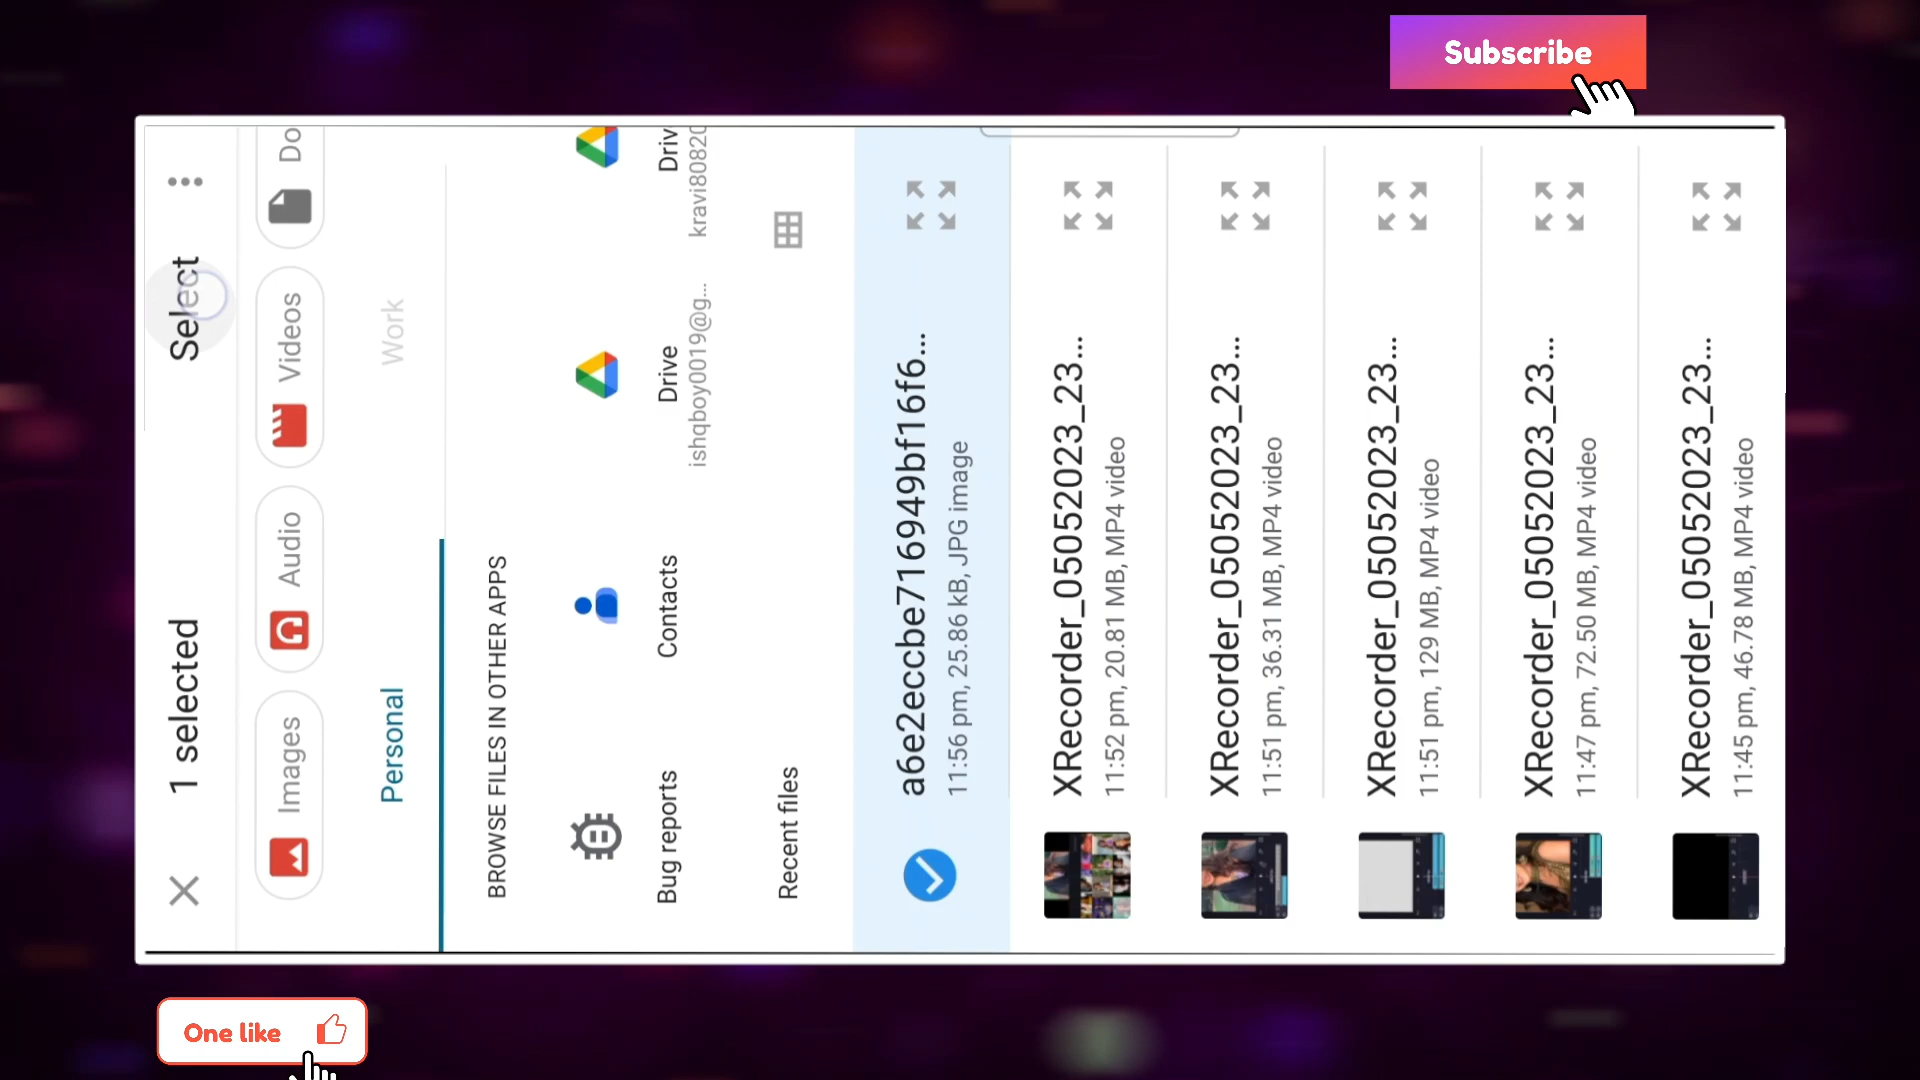 Subscribe
1 selected
Select
Images
Audio
Videos
Do
Personal
Work
BROWSE FILES IN OTHER APPS
Bug reports
Contacts
Drive
ishqboy0019@g...
Driv
kravi80820
Recent files
a6e2eccbe716949bf16f6...
11:56 pm, 25.86 kB, JPG image
XRecorder_05052023_23...
11:52 pm, 20.81 MB, MP4 video
XRecorder_05052023_23...
11:51 pm, 36.31 MB, MP4 video
XRecorder_05052023_23...
11:51 pm, 129 MB, MP4 video
XRecorder_05052023_23...
11:47 pm, 72.50 MB, MP4 video
XRecorder_05052023_23...
11:45 pm, 46.78 MB, MP4 video
One like